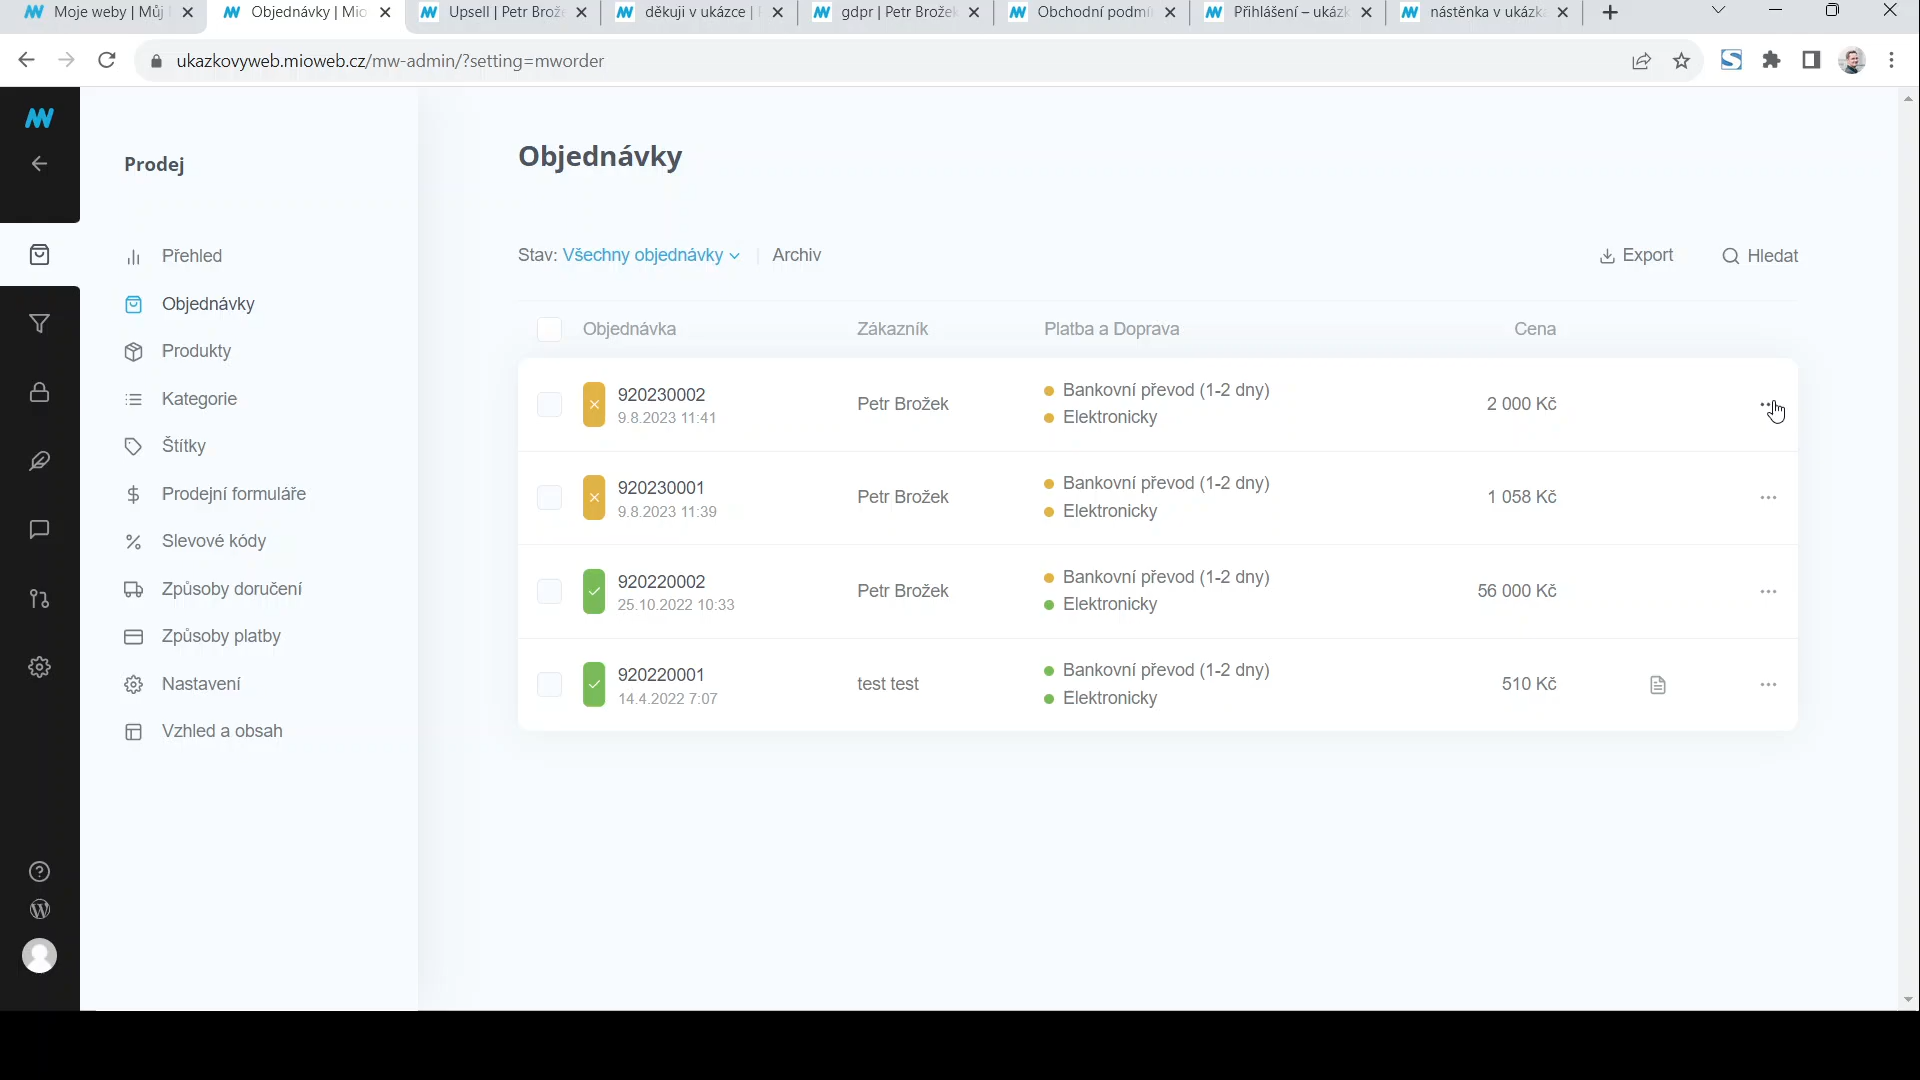 Moje weby | Můj
Objednávky | Mio
Upsell | Petr Brož
děkuji v ukázce |
gdpr | Petr Brožek
Obchodní podmí
Přihlášení – ukázk
nástěnka v ukázk
ukazkovyweb.mioweb.cz/mw-admin/?setting=mworder
Prodej
Přehled
Objednávky
Produkty
Kategorie
Štítky
Prodejní formuláře
Slevové kódy
Způsoby doručení
Způsoby platby
Nastavení
Vzhled a obsah
Objednávky
Stav: Všechny objednávky | Archiv
Export
Hledat
Objednávka Zákazník Platba a Doprava Cena
920230002
9.8.2023 11:41
Petr Brožek
Bankovní převod (1-2 dny)
Elektronicky
2 000 Kč
920230001
9.8.2023 11:39
Petr Brožek
Bankovní převod (1-2 dny)
Elektronicky
1 058 Kč
920220002
25.10.2022 10:33
Petr Brožek
Bankovní převod (1-2 dny)
Elektronicky
56 000 Kč
920220001
14.4.2022 7:07
test test
Bankovní převod (1-2 dny)
Elektronicky
510 Kč